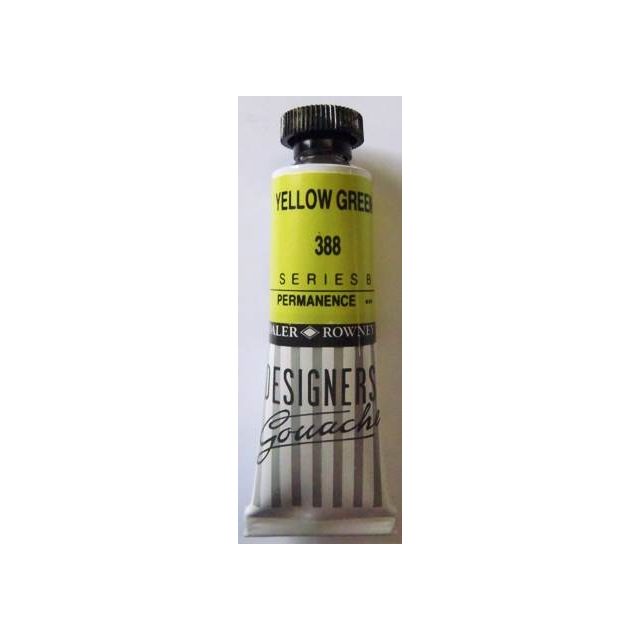 YELLOW GREEN
388
SERIES B
PERMANENCE ***
DALER ROWNEY
DESIGNERS
Gouache